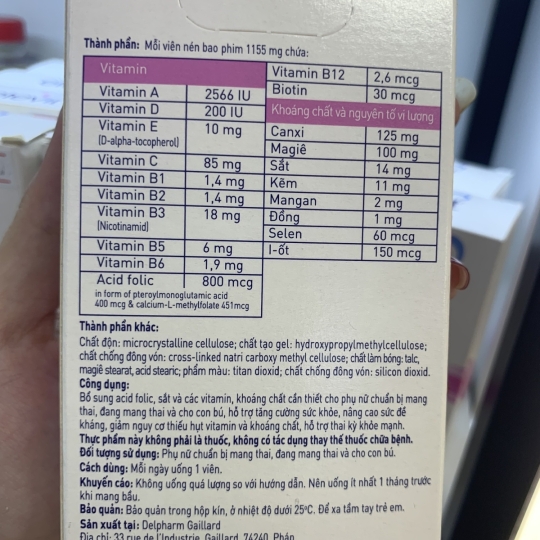 Thành phần: Mỗi viên nén bao phim 1155 mg chứa:
Vitamin
Vitamin A 2566 IU
Vitamin D 200 IU
Vitamin E 10 mg
(D-alpha-tocopherol)
Vitamin C 85 mg
Vitamin B1 1,4 mg
Vitamin B2 1,4 mg
Vitamin B3 18 mg
(Nicotinamid)
Vitamin B5 6 mg
Vitamin B6 1,9 mg
Acid folic 800 mcg
in form of pteroylmonoglutamic acid
400 mcg & calcium-L-methylfolate 451mcg
Vitamin B12 2,6 mcg
Biotin 30 mcg
Khoáng chất và nguyên tố vi lượng
Canxi 125 mg
Magiê 100 mg
Sắt 14 mg
Kẽm 11 mg
Mangan 2 mg
Đồng 1 mg
Selen 60 mcg
I-ốt 150 mcg
Thành phần khác:
Chất độn: microcrystalline cellulose; chất tạo gel: hydroxypropylmethylcellulose;
chất chống đông vón: cross-linked natri carboxy methyl cellulose; chất làm bóng: talc,
magiê stearat, acid stearic; phẩm màu: titan dioxid; chất chống đông vón: silicon dioxid.
Công dụng:
Bổ sung acid folic, sắt và các vitamin, khoáng chất cần thiết cho phụ nữ chuẩn bị mang
thai, đang mang thai và cho con bú, hỗ trợ tăng cường sức khỏe, nâng cao sức đề
kháng, giảm nguy cơ thiếu hụt vitamin và khoáng chất, hỗ trợ thai kỳ khỏe mạnh.
Thực phẩm này không phải là thuốc, không có tác dụng thay thế thuốc chữa bệnh.
Đối tượng sử dụng: Phụ nữ chuẩn bị mang thai, đang mang thai và cho con bú.
Cách dùng: Mỗi ngày uống 1 viên.
Khuyến cáo: Không uống quá lượng so với hướng dẫn. Nên uống ít nhất 1 tháng trước
khi mang bầu.
Bảo quản: Bảo quản trong hộp kín, ở nhiệt độ dưới 25ºC. Để xa tầm tay trẻ em.
Sản xuất tại: Delpharm Gaillard
Địa chỉ: 33 rue de l'Industrie, Gaillard, 74240, Pháp